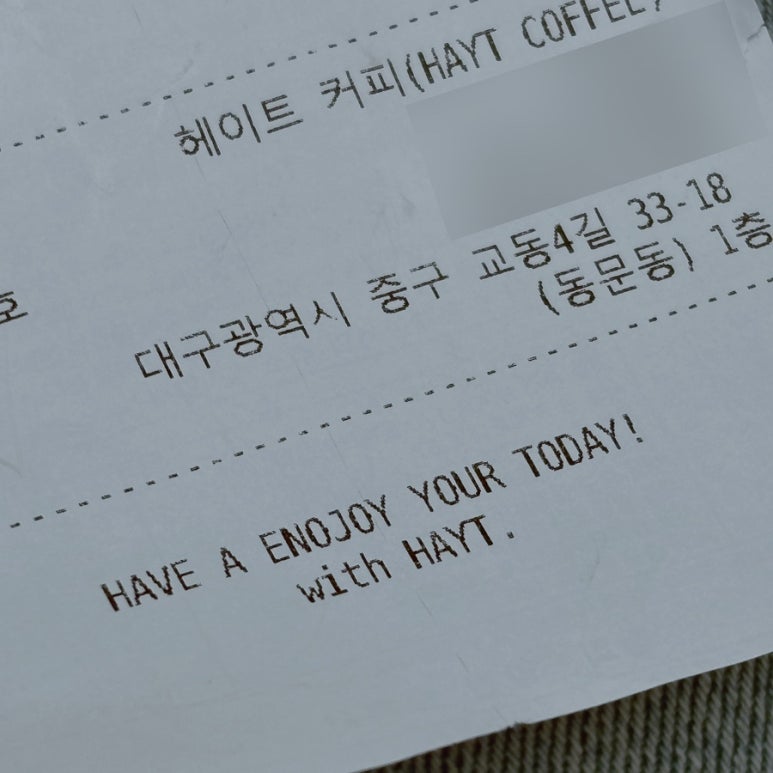 헤이트 커피(HAYT COFFEE)
호
대구광역시 중구 교동4길 33-18
(동문동) 1층
HAVE A ENOJOY YOUR TODAY!
with HAYT.